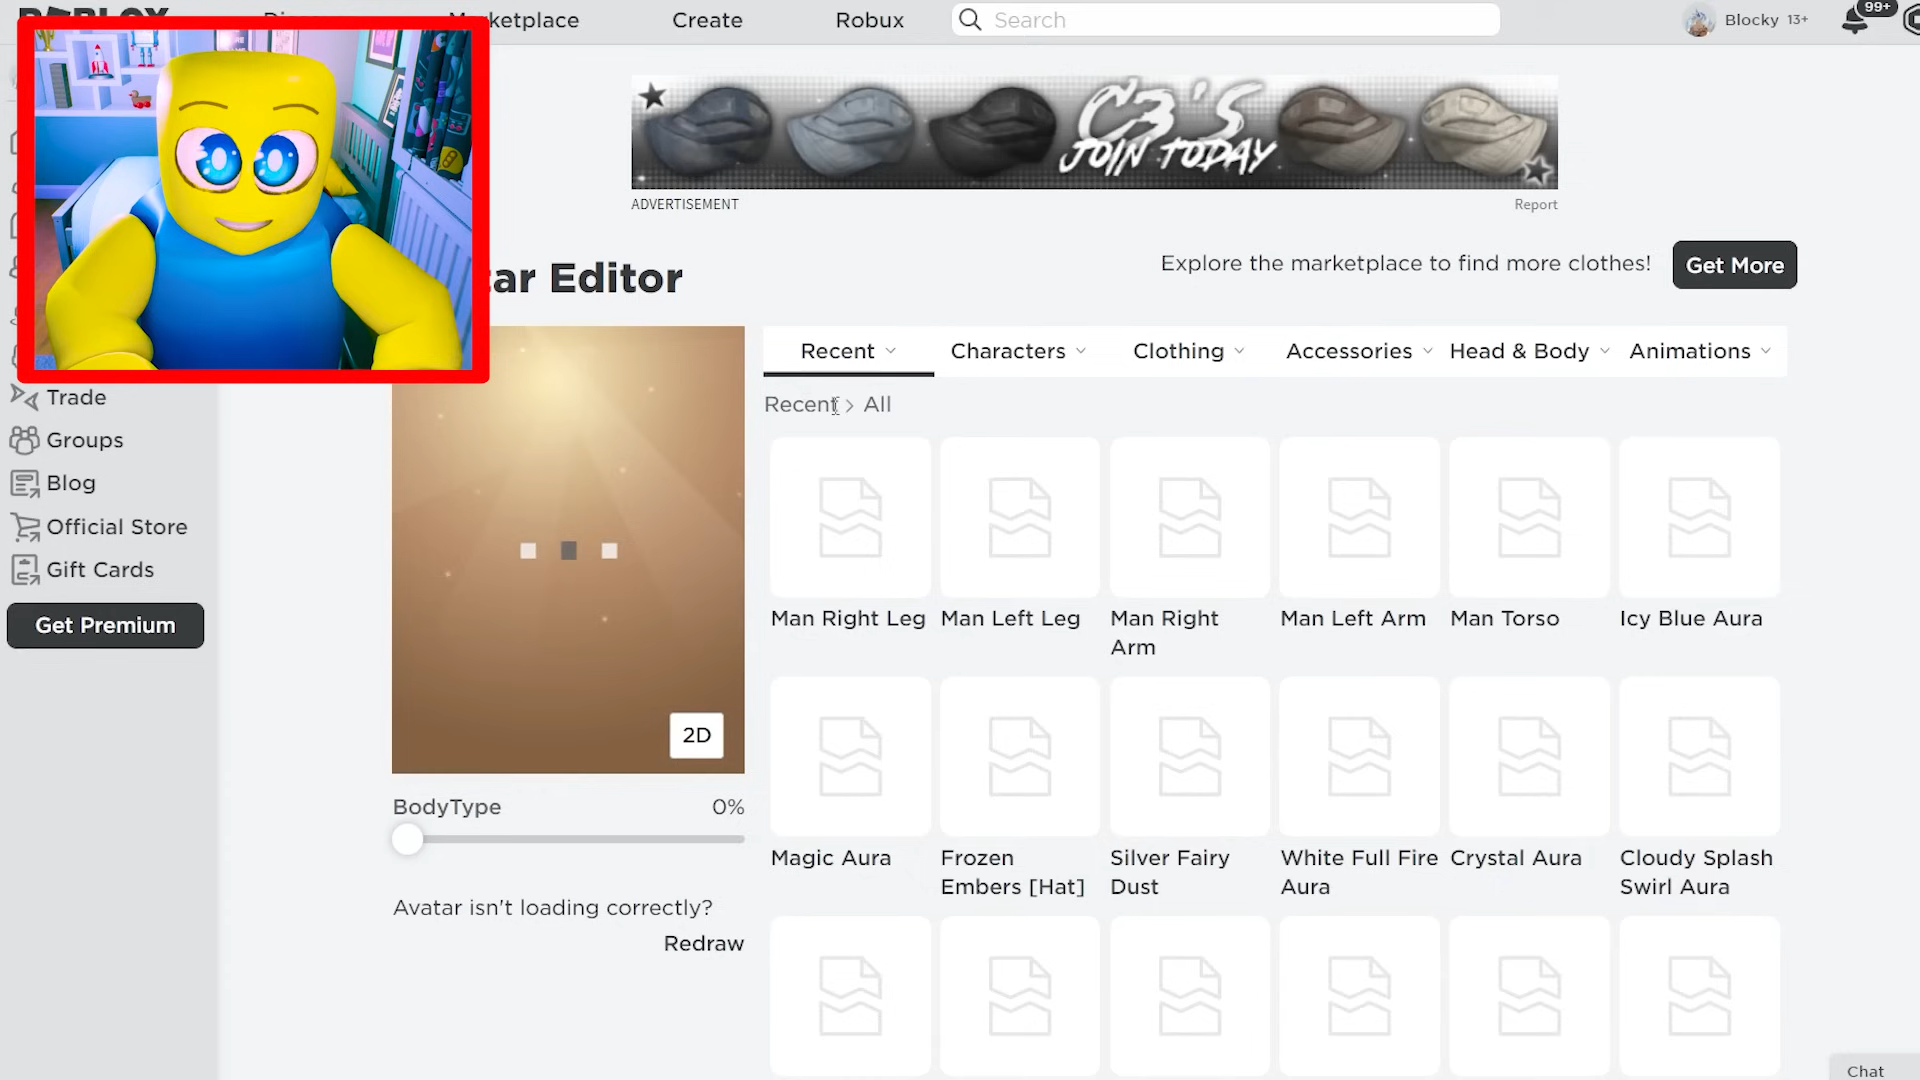 Marketplace
Create
Robux
Search
Blocky 13+
99+
C3'S
JOIN TODAY
ADVERTISEMENT
Report
tar Editor
Explore the marketplace to find more clothes!
Get More
Recent
Characters
Clothing
Accessories
Head & Body
Animations
Recent > All
Trade
Groups
Blog
Official Store
Gift Cards
Get Premium
2D
BodyType 0%
Avatar isn't loading correctly?
Redraw
Man Right Leg
Man Left Leg
Man Right
Arm
Man Left Arm
Man Torso
Icy Blue Aura
Magic Aura
Frozen
Embers [Hat]
Silver Fairy
Dust
White Full Fire
Aura
Crystal Aura
Cloudy Splash
Swirl Aura
Chat